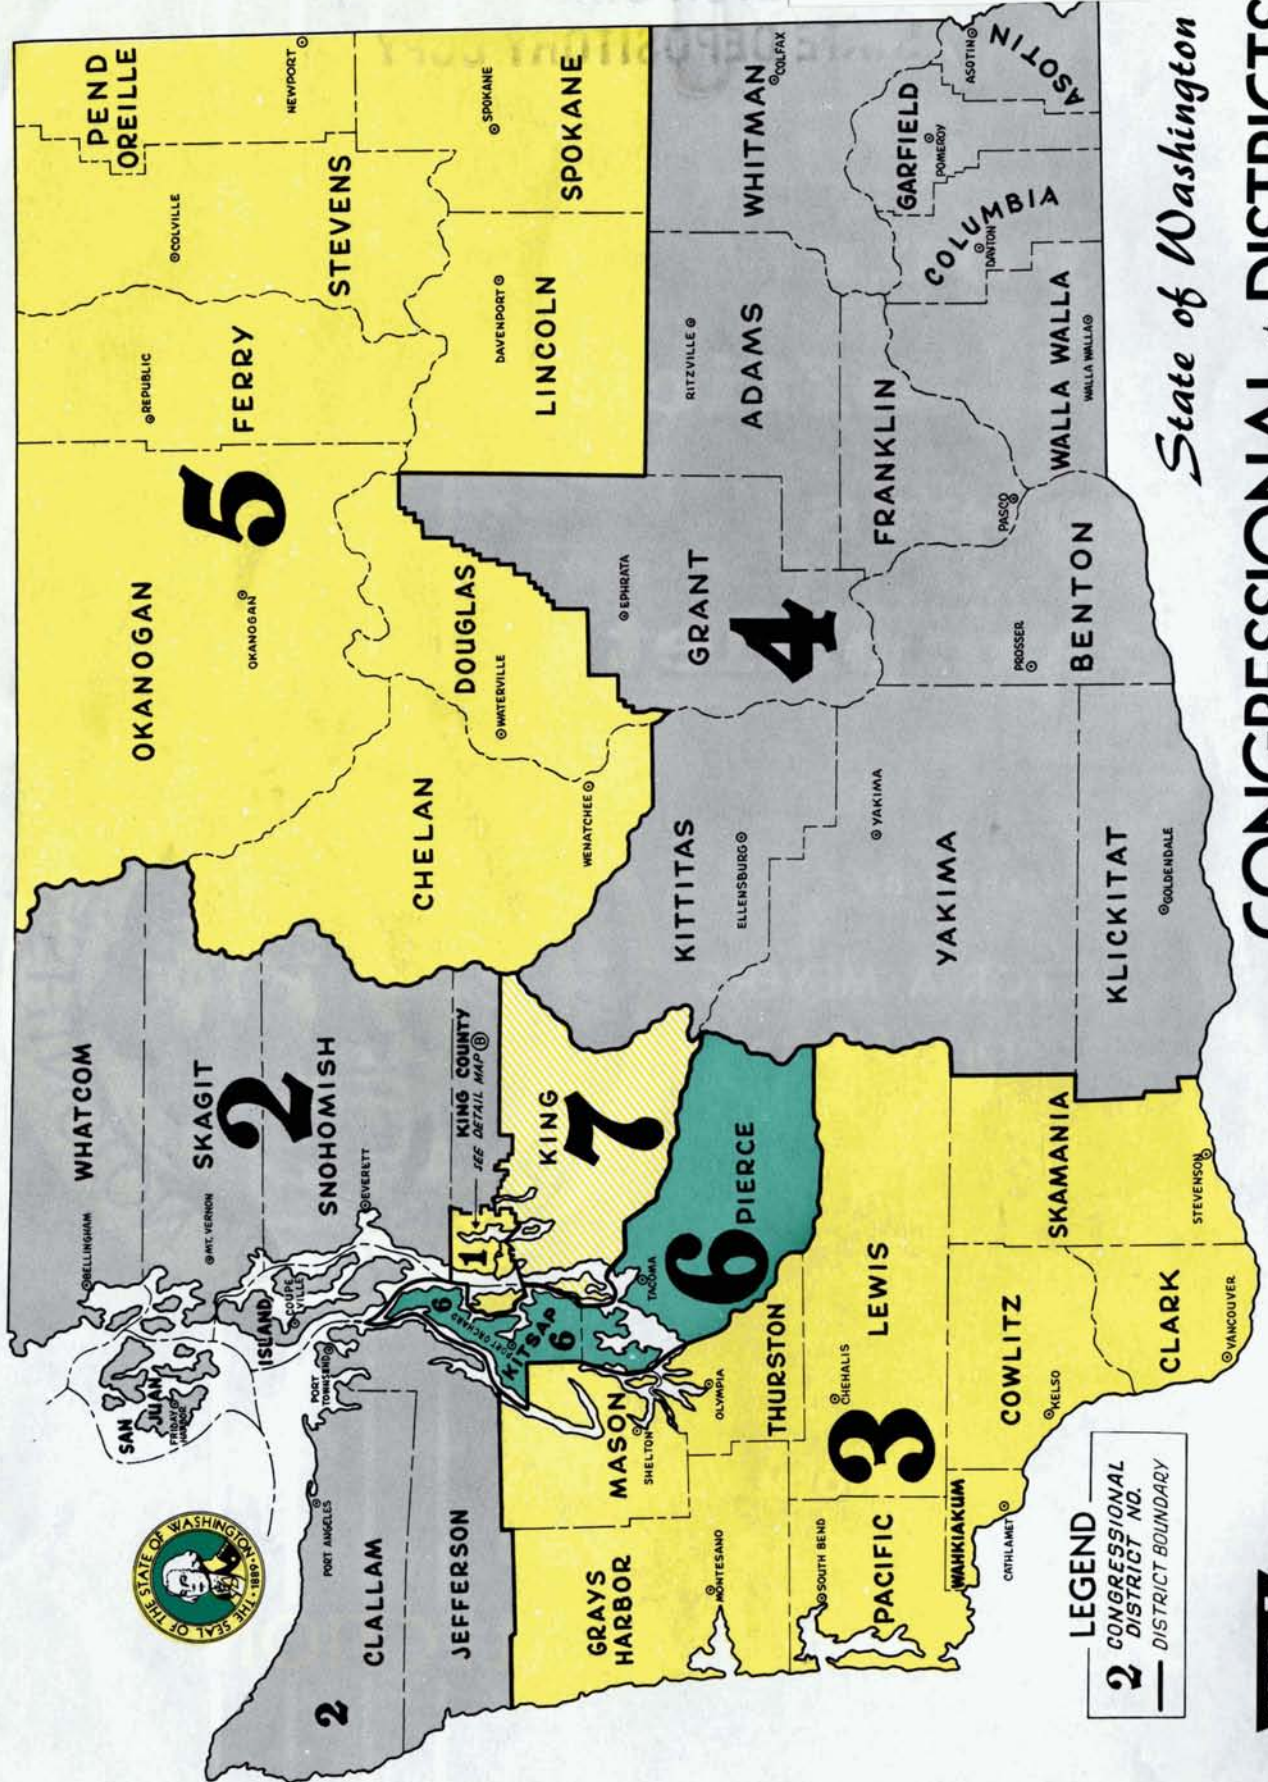 THE SEAL OF THE STATE OF WASHINGTON
1889
SAN
JUAN
FRIDAY
HARBOR
WHATCOM
BELLINGHAM
SKAGIT
MT. VERNON
2
ISLAND
COUPE
VILLE
SNOHOMISH
EVERETT
2
CLALLAM
PORT ANGELES
JEFFERSON
PORT
TOWNSEND
KING COUNTY
SEE DETAIL MAP B
1
KING
7
6
KITSAP
PORT ORCHARD
6
6
PIERCE
TACOMA
OKANOGAN
OKANOGAN
5
FERRY
REPUBLIC
STEVENS
COLVILLE
PEND
OREILLE
NEWPORT
CHELAN
WENATCHEE
DOUGLAS
WATERVILLE
LINCOLN
DAVENPORT
SPOKANE
SPOKANE
GRAYS
HARBOR
MONTESANO
MASON
SHELTON
THURSTON
OLYMPIA
3
LEWIS
CHEHALIS
PACIFIC
SOUTH BEND
WAHKIAKUM
CATHLAMET
COWLITZ
KELSO
CLARK
VANCOUVER
SKAMANIA
STEVENSON
KITTITAS
ELLENSBURG
GRANT
EPHRATA
4
ADAMS
RITZVILLE
WHITMAN
COLFAX
YAKIMA
YAKIMA
KLICKITAT
GOLDENDALE
BENTON
PROSSER
FRANKLIN
PASCO
WALLA WALLA
WALLA WALLA
COLUMBIA
DAYTON
GARFIELD
POMEROY
ASOTIN
ASOTIN
LEGEND
2 CONGRESSIONAL
DISTRICT NO.
DISTRICT BOUNDARY
State of Washington
CONGRESSIONAL DISTRICTS
DEPOSITORY COPY